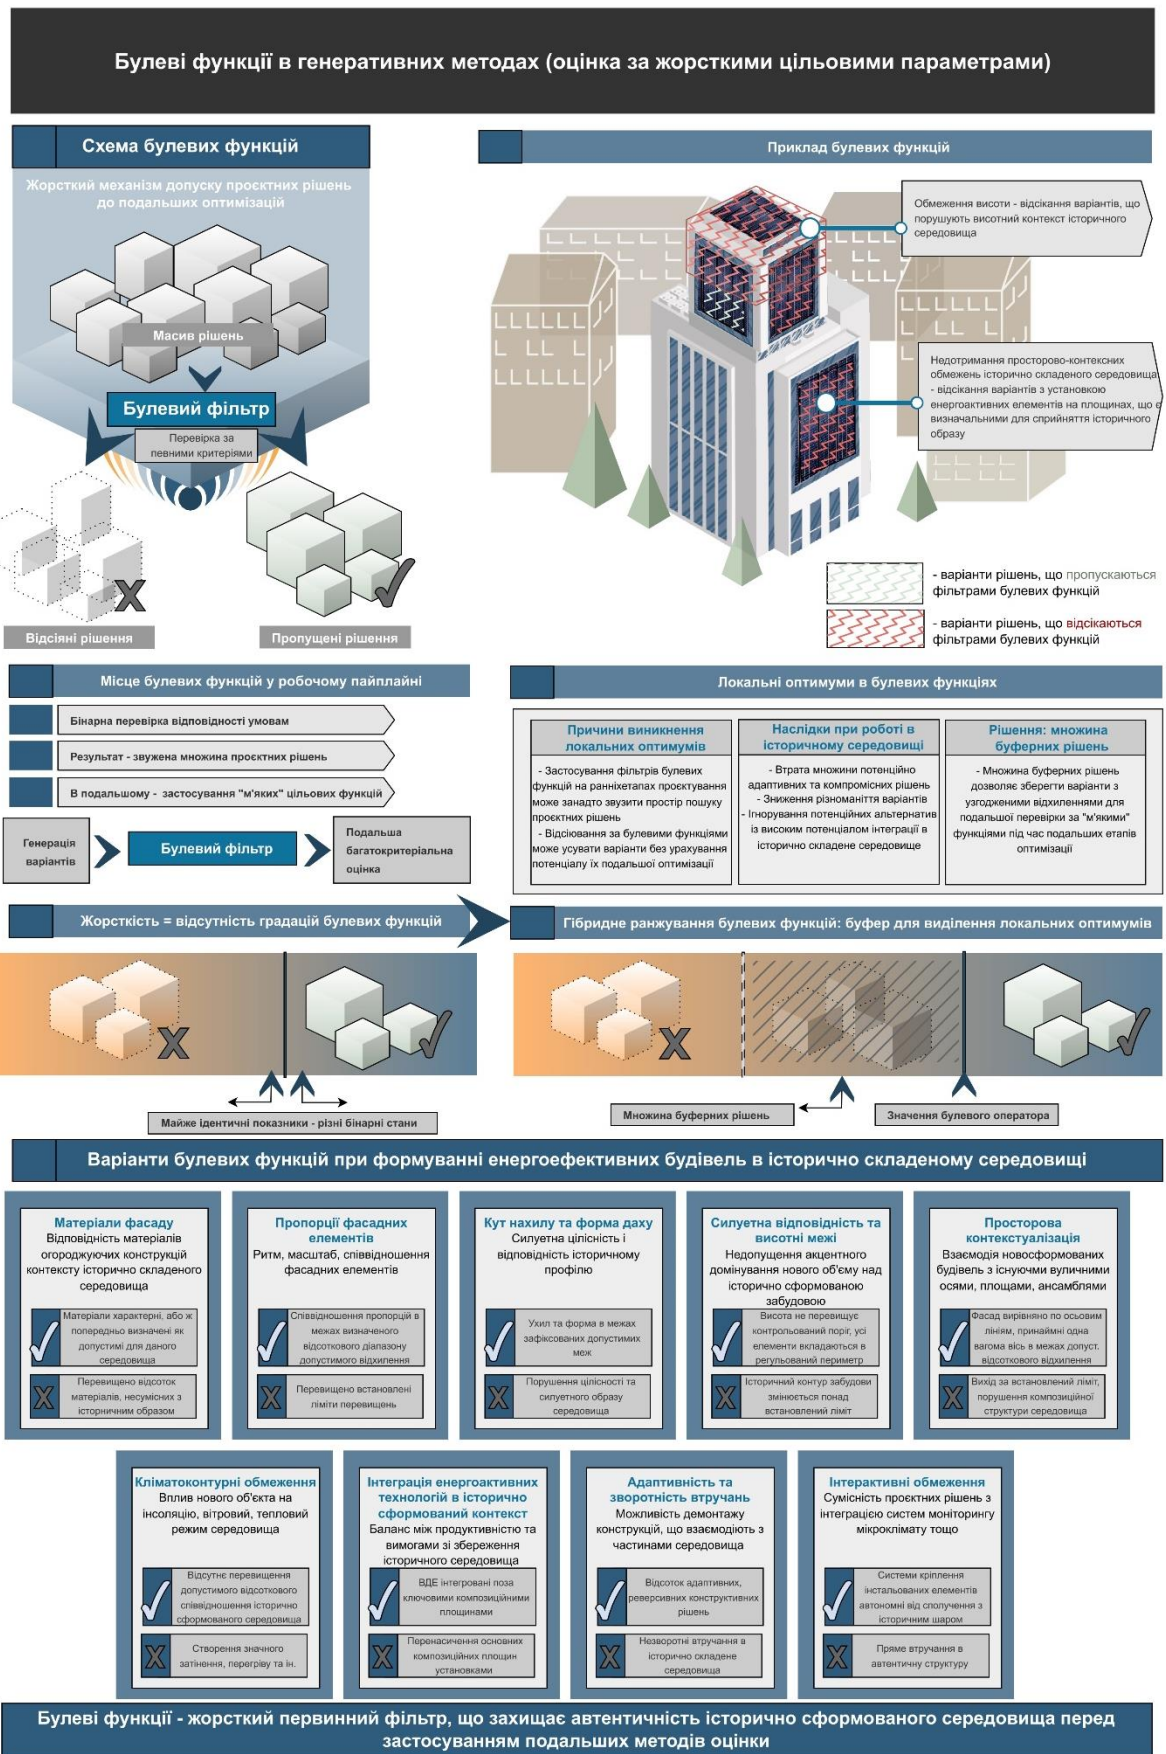 Булеві функції в генеративних методах (оцінка за жорсткими цільовими параметрами)
Схема булевих функцій
Жорсткий механізм допуску проєктних рішень
до подальших оптимізацій
Масив рішень
Булевий фільтр
Перевірка за
певними критеріями
Відсіяні рішення
Пропущені рішення
Приклад булевих функцій
Обмеження висоти - відсікання варіантів, що
порушують висотний контекст історичного
середовища
Недотримання просторово-контексних
обмежень історично складеного середовища
- відсікання варіантів з установкою
енергоактивних елементів на площинах, що є
визначальними для сприйняття історичного
образу
- варіанти рішень, що пропускаються
фільтрами булевих функцій
- варіанти рішень, що відсікаються
фільтрами булевих функцій
Місце булевих функцій у робочому пайплайні
Бінарна перевірка відповідності умовам
Результат - звужена множина проєктних рішень
В подальшому - застосування "м'яких" цільових функцій
Генерація
варіантів
Булевий фільтр
Подальша
багатокритеріальна
оцінка
Локальні оптимуми в булевих функціях
Причини виникнення
локальних оптимумів
- Застосування фільтрів булевих
функцій на ранніхетапах проєктування
може занадто звузити простір пошуку
проєктних рішень
- Відсіювання за булевими функціями
може усувати варіанти без урахування
потенціалу їх подальшої оптимізації
Наслідки при роботі в
історичному середовищі
- Втрата множини потенційно
адаптивних та компромісних рішень
- Зниження різноманіття варіантів
- Ігнорування потенційних альтернатив
із високим потенціалом інтеграції в
історично складене середовище
Рішення: множина
буферних рішень
- Множина буферних рішень
дозволяє зберегти варіанти з
узгодженими відхиленнями для
подальшої перевірки за "м'якими"
функціями під час подальших етапів
оптимізації
Жорсткість = відсутність градацій булевих функцій
Майже ідентичні показники - різні бінарні стани
Гібридне ранжування булевих функцій: буфер для виділення локальних оптимумів
Множина буферних рішень
Значення булевого оператора
Варіанти булевих функцій при формуванні енергоефективних будівель в історично складеному середовищі
Матеріали фасаду
Відповідність матеріалів
огороджуючих конструкцій
контексту історично складеного
середовища
Матеріали характерні, або ж
попередньо визначені як
допустимі для даного
середовища
Перевищено відсоток
матеріалів, несумісних з
історничним образом
Пропорції фасадних
елементів
Ритм, масштаб, співвідношення
фасадних елементів
Співвідношення пропорцій в
межах визначеного
відсоткового діапазону
допустимого відхилення
Перевищено встановлені
ліміти перевищень
Кут нахилу та форма даху
Силуетна цілісність і
відповідність історичному
профілю
Ухил та форма в межах
зафіксованих допустимих
меж
Порушення цілісності та
силуетного образу
середовища
Силуетна відповідність та
висотні межі
Недопущення акцентного
домінування нового об'єму над
історично сформованою
забудовою
Висота не перевищує
контрольований поріг, усі
елементи вкладаються в
регульований периметр
Історичний контур забудови
змінюється понад
встановлений ліміт
Просторова
контекстуалізація
Взаємодія новосформованих
будівель з існуючими вуличними
осями, площами, ансамблями
Фасад вирівняно по осьовим
лініям, принаймні одна
вагома вісь в межах допуст.
відсоткового відхилення
Вихід за встановлений ліміт,
порушення композиційної
структури середовища
Кліматоконтурні обмеження
Вплив нового об'єкта на
інсоляцію, вітровий, тепловий
режим середовища
Відсутнє перевищення
допустимого відсоткового
співвідношення історично
сформованого середовища
Створення значного
затінення, перегріву та ін.
Інтеграція енергоактивних
технологій в історично
сформований контекст
Баланс між продуктивністю та
вимогами зі збереження
історичного середовища
ВДЕ інтегровані поза
ключовими композиційними
площинами
Перенасичення основних
композиційних площин
установками
Адаптивність та
зворотність втручань
Можливість демонтажу
конструкцій, що взаємодіють з
частинами середовища
Відсоток адаптивних,
реверсивних конструктивних
рішень
Незворотні втручання в
історично складене
середовища
Інтерактивні обмеження
Сумісність проєктних рішень з
інтеграцією систем моніторингу
мікроклімату тощо
Системи кріплення
інстальованих елементів
автономні від сполучення з
історичним шаром
Пряме втручання в
автентичну структуру
Булеві функції - жорсткий первинний фільтр, що захищає автентичність історично сформованого середовища перед
застосуванням подальших методів оцінки